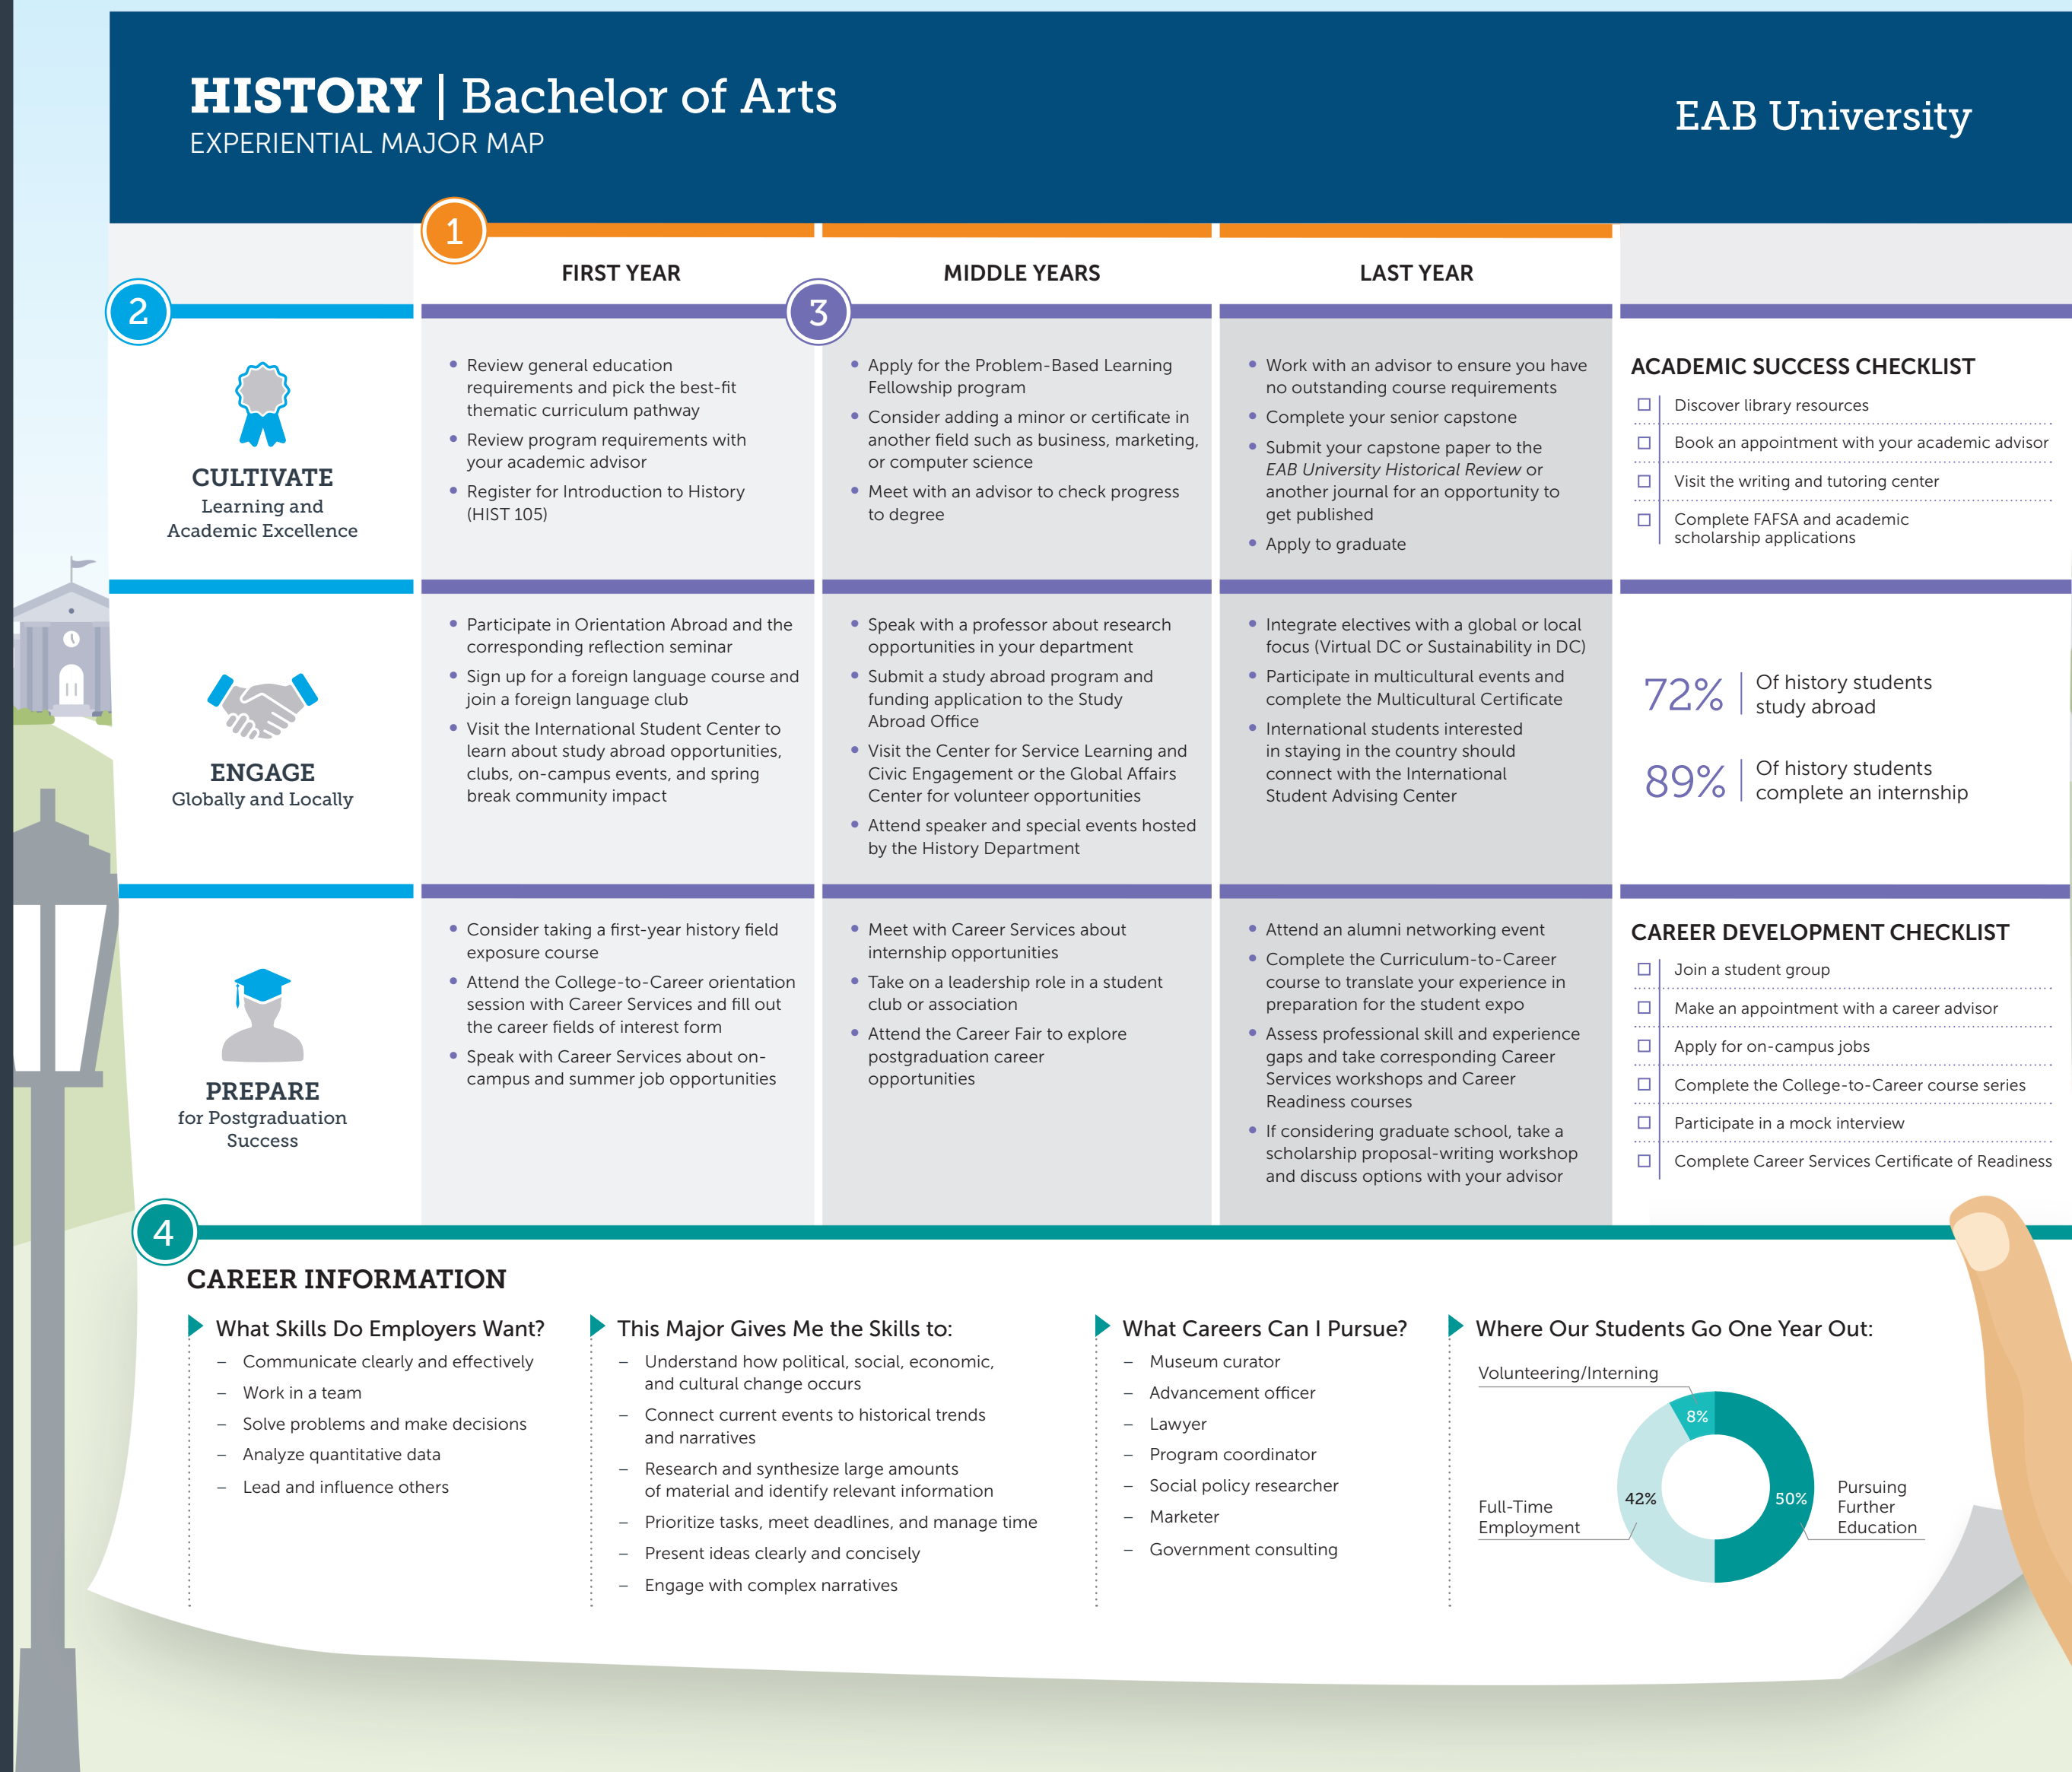 HISTORY | Bachelor of Arts
EXPERIENTIAL MAJOR MAP
EAB University
1
FIRST YEAR
MIDDLE YEARS
LAST YEAR
2
3
CULTIVATE
Learning and
Academic Excellence
• Review general education
requirements and pick the best-fit
thematic curriculum pathway
• Review program requirements with
your academic advisor
• Register for Introduction to History
(HIST 105)
• Apply for the Problem-Based Learning
Fellowship program
• Consider adding a minor or certificate in
another field such as business, marketing,
or computer science
• Meet with an advisor to check progress
to degree
• Work with an advisor to ensure you have
no outstanding course requirements
• Complete your senior capstone
• Submit your capstone paper to the
EAB University Historical Review or
another journal for an opportunity to
get published
• Apply to graduate
ACADEMIC SUCCESS CHECKLIST
Discover library resources
Book an appointment with your academic advisor
Visit the writing and tutoring center
Complete FAFSA and academic
scholarship applications
ENGAGE
Globally and Locally
• Participate in Orientation Abroad and the
corresponding reflection seminar
• Sign up for a foreign language course and
join a foreign language club
• Visit the International Student Center to
learn about study abroad opportunities,
clubs, on-campus events, and spring
break community impact
• Speak with a professor about research
opportunities in your department
• Submit a study abroad program and
funding application to the Study
Abroad Office
• Visit the Center for Service Learning and
Civic Engagement or the Global Affairs
Center for volunteer opportunities
• Attend speaker and special events hosted
by the History Department
• Integrate electives with a global or local
focus (Virtual DC or Sustainability in DC)
• Participate in multicultural events and
complete the Multicultural Certificate
• International students interested
in staying in the country should
connect with the International
Student Advising Center
72% Of history students
study abroad
89% Of history students
complete an internship
PREPARE
for Postgraduation
Success
• Consider taking a first-year history field
exposure course
• Attend the College-to-Career orientation
session with Career Services and fill out
the career fields of interest form
• Speak with Career Services about on-
campus and summer job opportunities
• Meet with Career Services about
internship opportunities
• Take on a leadership role in a student
club or association
• Attend the Career Fair to explore
postgraduation career
opportunities
• Attend an alumni networking event
• Complete the Curriculum-to-Career
course to translate your experience in
preparation for the student expo
• Assess professional skill and experience
gaps and take corresponding Career
Services workshops and Career
Readiness courses
• If considering graduate school, take a
scholarship proposal-writing workshop
and discuss options with your advisor
CAREER DEVELOPMENT CHECKLIST
Join a student group
Make an appointment with a career advisor
Apply for on-campus jobs
Complete the College-to-Career course series
Participate in a mock interview
Complete Career Services Certificate of Readiness
4
CAREER INFORMATION
What Skills Do Employers Want?
– Communicate clearly and effectively
– Work in a team
– Solve problems and make decisions
– Analyze quantitative data
– Lead and influence others
This Major Gives Me the Skills to:
– Understand how political, social, economic,
and cultural change occurs
– Connect current events to historical trends
and narratives
– Research and synthesize large amounts
of material and identify relevant information
– Prioritize tasks, meet deadlines, and manage time
– Present ideas clearly and concisely
– Engage with complex narratives
What Careers Can I Pursue?
– Museum curator
– Advancement officer
– Lawyer
– Program coordinator
– Social policy researcher
– Marketer
– Government consulting
Where Our Students Go One Year Out:
Volunteering/Interning
8%
42%
50%
Full-Time
Employment
Pursuing
Further
Education